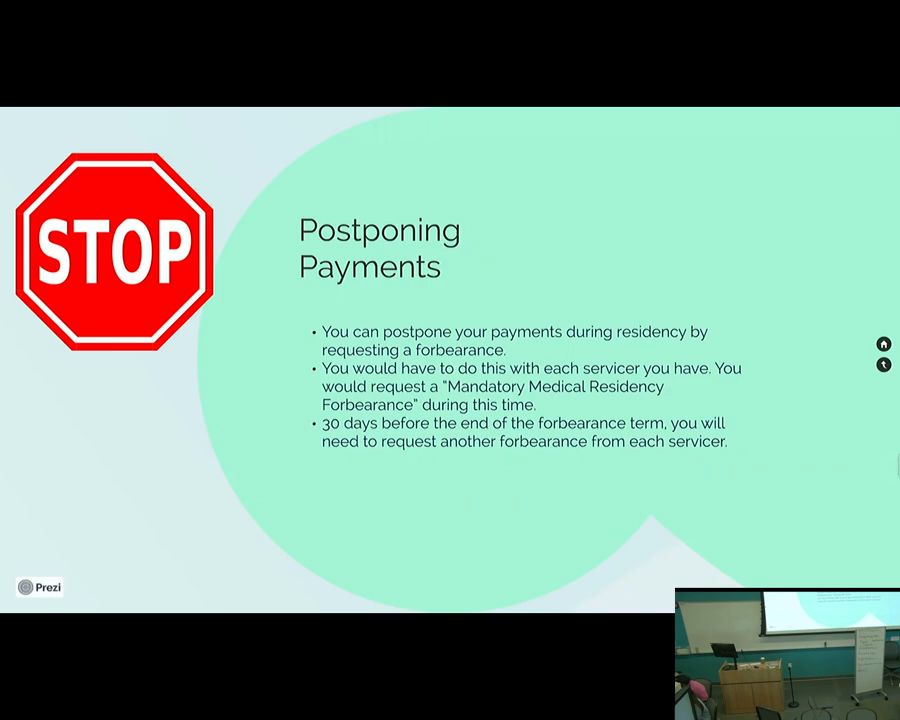 STOP
Postponing
Payments
• You can postpone your payments during residency by
requesting a forbearance.
• You would have to do this with each servicer you have. You
would request a "Mandatory Medical Residency
Forbearance" during this time.
• 30 days before the end of the forbearance term, you will
need to request another forbearance from each servicer.
Prezi